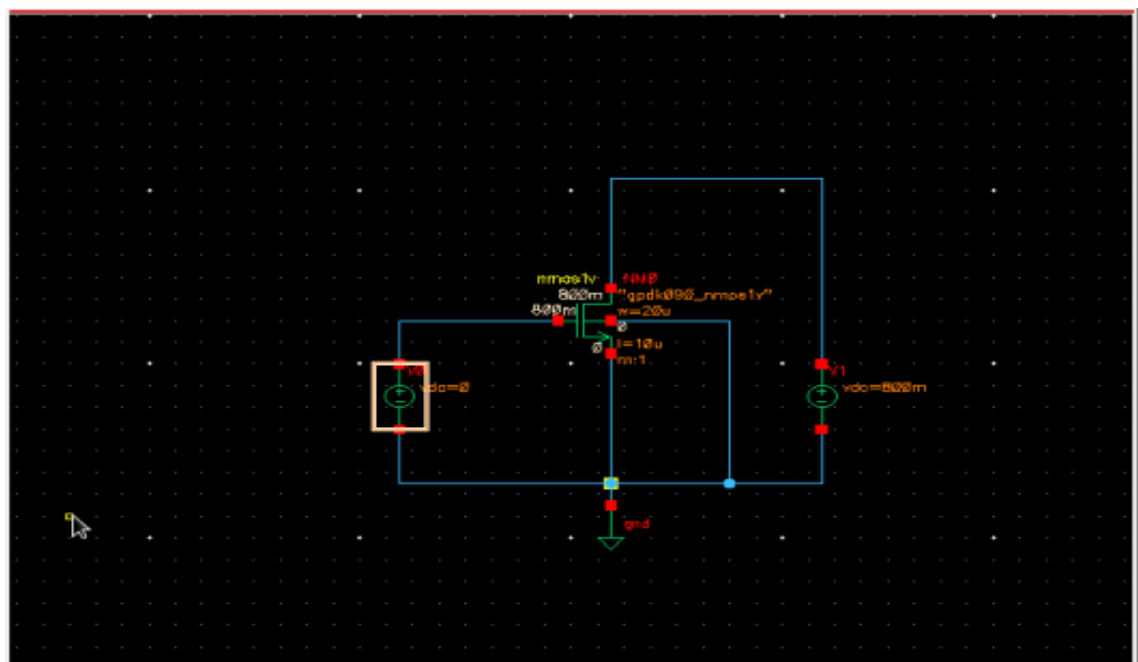 nmos1v NM0
800m "gpdk090_nmos1v"
800m w=20u
0
0 l=10u
m:1
V0
vdc=0
V1
vdc=800m
gnd